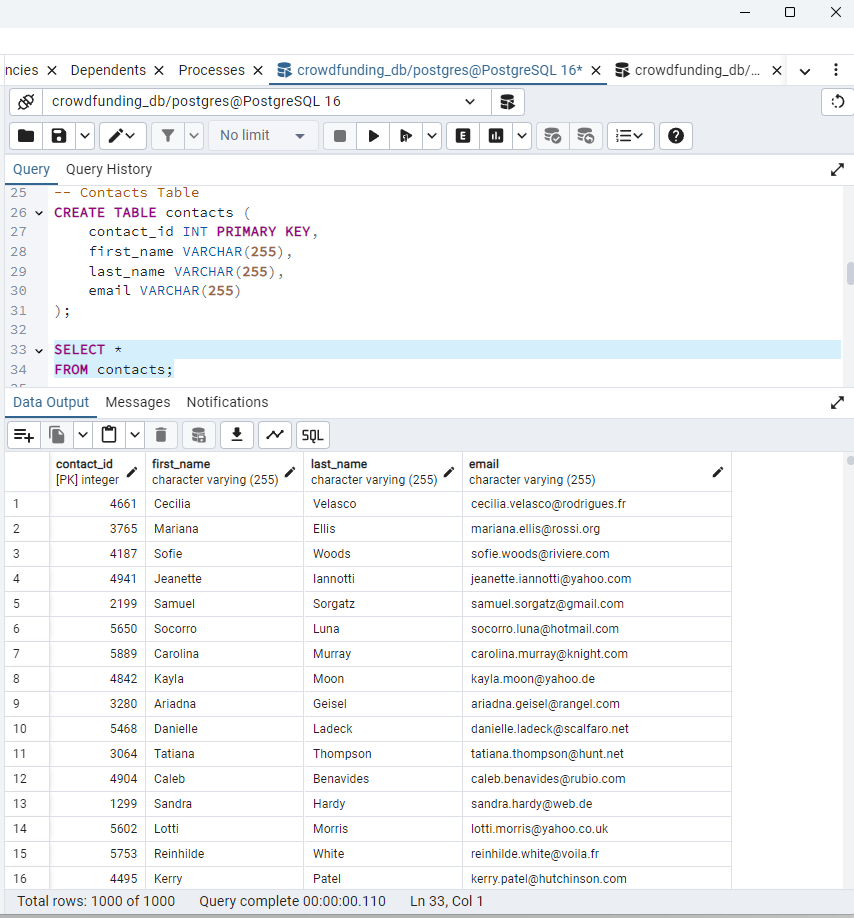 ncies Dependents Processes crowdfunding_db/postgres@PostgreSQL 16* crowdfunding_db/...
crowdfunding_db/postgres@PostgreSQL 16
No limit E SQL
Query Query History
25 -- Contacts Table
26 CREATE TABLE contacts (
27 contact_id INT PRIMARY KEY,
28 first_name VARCHAR(255),
29 last_name VARCHAR(255),
30 email VARCHAR(255)
31 );
32
33 SELECT *
34 FROM contacts;
Data Output Messages Notifications
SQL
contact_id first_name last_name email
[PK] integer character varying (255) character varying (255) character varying (255)
1 4661 Cecilia Velasco cecilia.velasco@rodrigues.fr
2 3765 Mariana Ellis mariana.ellis@rossi.org
3 4187 Sofie Woods sofie.woods@riviere.com
4 4941 Jeanette Iannotti jeanette.iannotti@yahoo.com
5 2199 Samuel Sorgatz samuel.sorgatz@gmail.com
6 5650 Socorro Luna socorro.luna@hotmail.com
7 5889 Carolina Murray carolina.murray@knight.com
8 4842 Kayla Moon kayla.moon@yahoo.de
9 3280 Ariadna Geisel ariadna.geisel@rangel.com
10 5468 Danielle Ladeck danielle.ladeck@scalfaro.net
11 3064 Tatiana Thompson tatiana.thompson@hunt.net
12 4904 Caleb Benavides caleb.benavides@rubio.com
13 1299 Sandra Hardy sandra.hardy@web.de
14 5602 Lotti Morris lotti.morris@yahoo.co.uk
15 5753 Reinhilde White reinhilde.white@voila.fr
16 4495 Kerry Patel kerry.patel@hutchinson.com
Total rows: 1000 of 1000 Query complete 00:00:00.110 Ln 33, Col 1